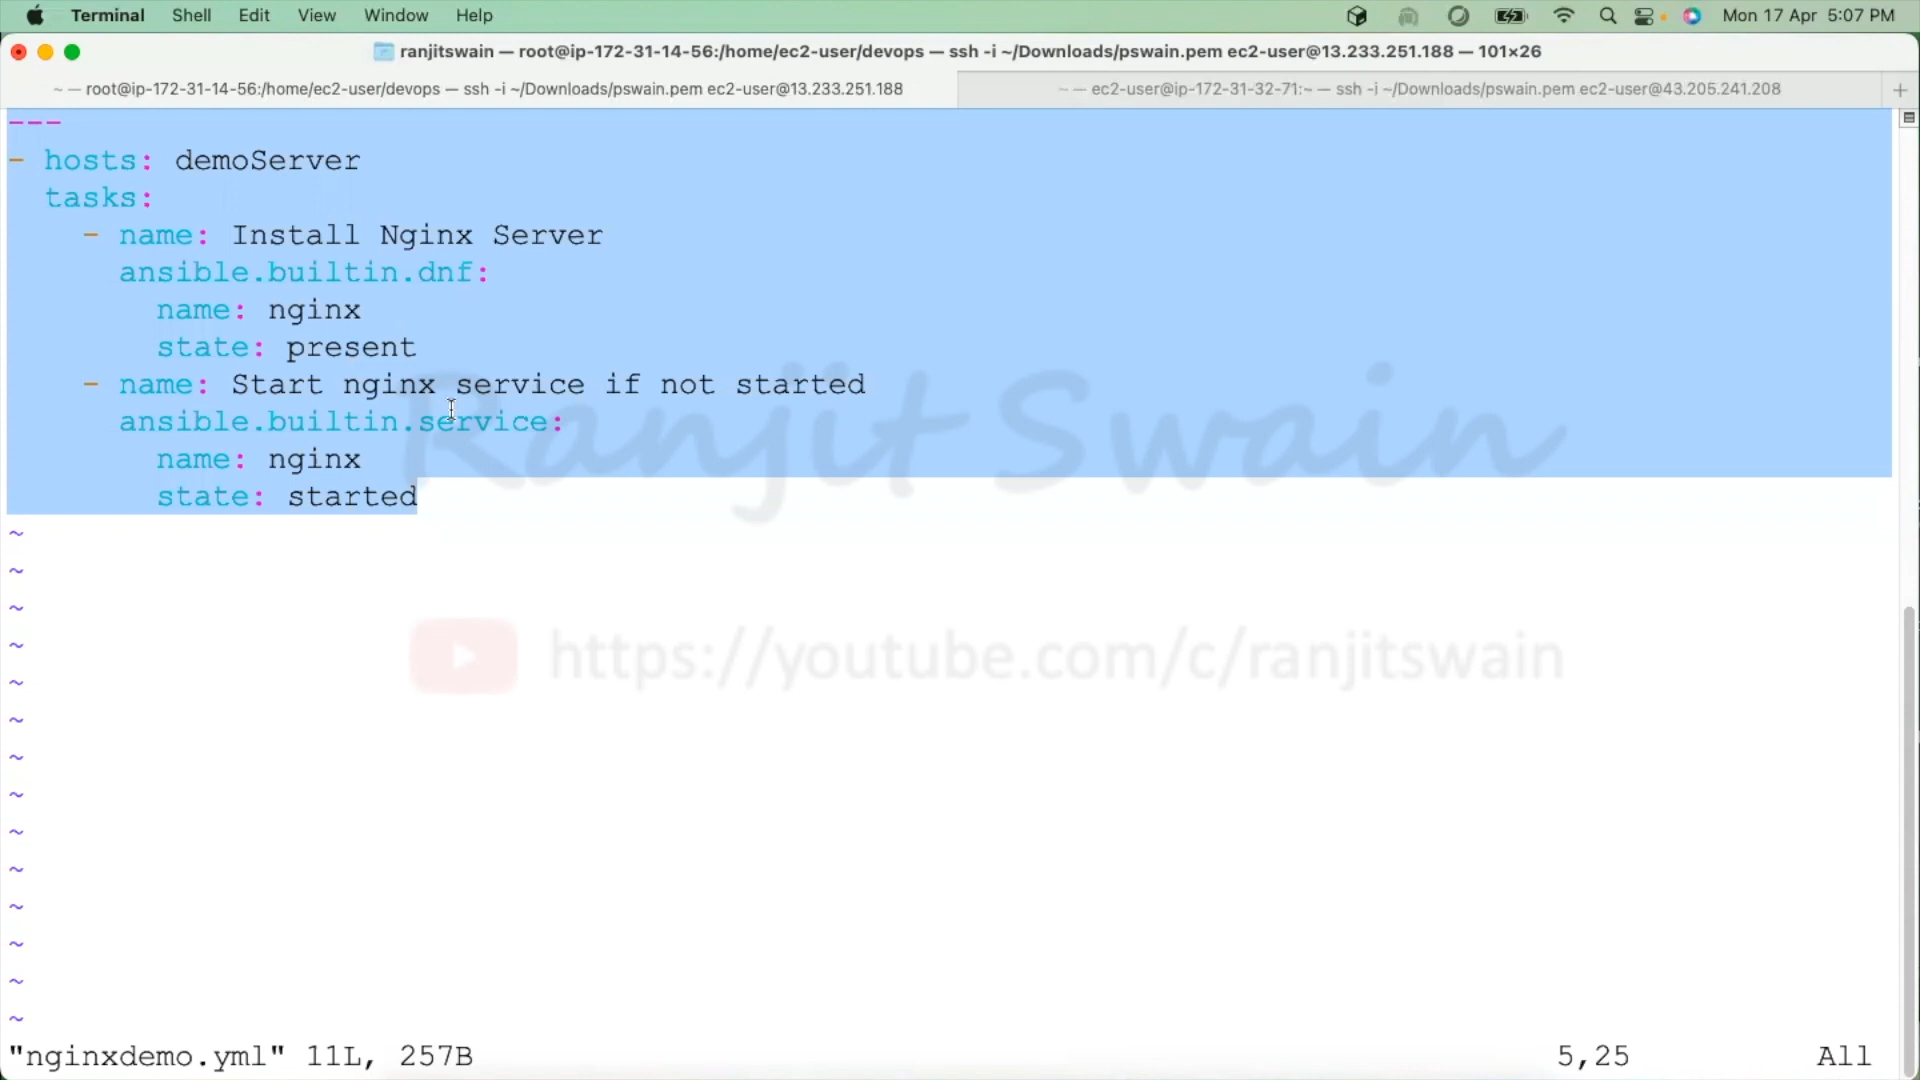 Terminal Shell Edit View Window Help Mon 17 Apr 5:07 PM
ranjitswain — root@ip-172-31-14-56:/home/ec2-user/devops — ssh -i ~/Downloads/pswain.pem ec2-user@13.233.251.188 — 101×26
~ — root@ip-172-31-14-56:/home/ec2-user/devops — ssh -i ~/Downloads/pswain.pem ec2-user@13.233.251.188 ~ — ec2-user@ip-172-31-32-71:~ — ssh -i ~/Downloads/pswain.pem ec2-user@43.205.241.208 +
---
- hosts: demoServer
  tasks:
    - name: Install Nginx Server
      ansible.builtin.dnf:
        name: nginx
        state: present
    - name: Start nginx service if not started
      ansible.builtin.service:
        name: nginx
        state: started
Ranjit Swain
~
~
~
~
https://youtube.com/c/ranjitswain
~
~
~
~
~
~
~
~
~
~
"nginxdemo.yml" 11L, 257B 5,25 All